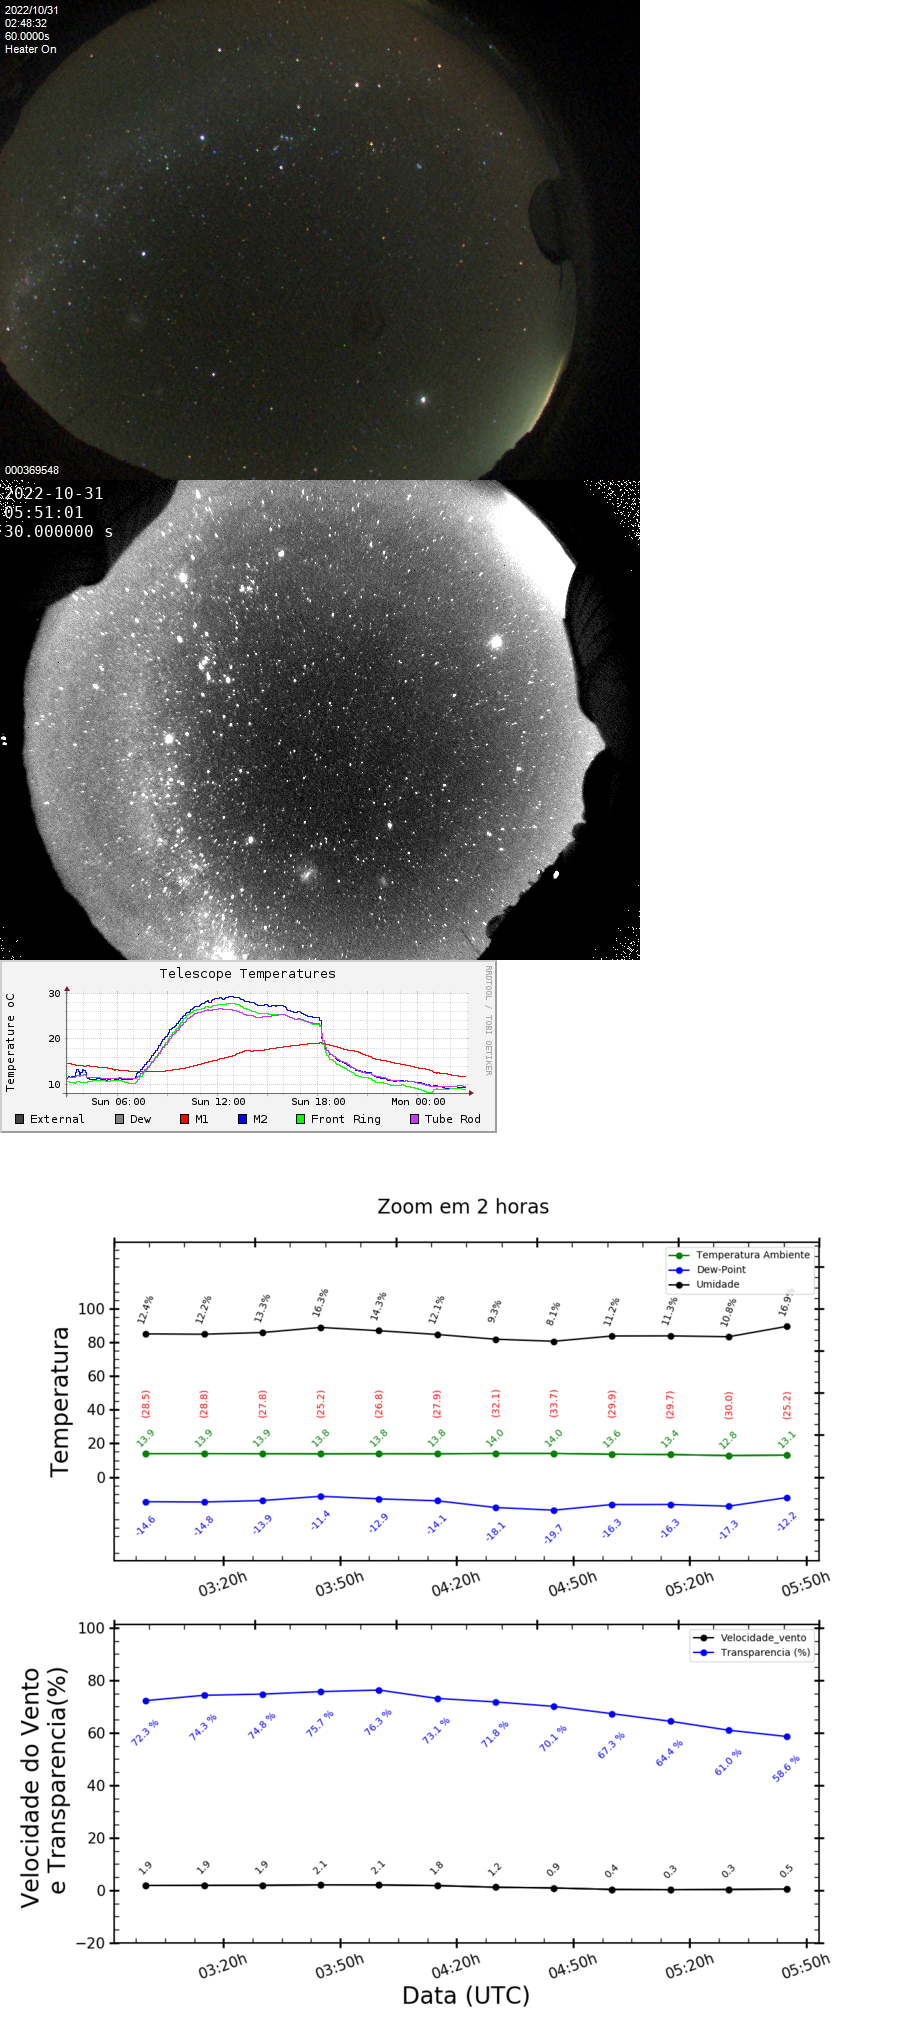 2022/10/31
02:48:32
60.0000s
Heater On
000369548
2022-10-31
05:51:01
30.000000 s
Telescope Temperatures
RRDTOOL / TOBI OETIKER
Temperature oC
30
20
10
Sun 06:00 Sun 12:00 Sun 18:00 Mon 00:00
External Dew M1 M2 Front Ring Tube Rod
Zoom em 2 horas
Temperatura Ambiente
Dew-Point
Umidade
Temperatura
100
80
60
40
20
0
12.4% 12.2% 13.3% 16.3% 14.3% 12.1% 9.3% 8.1% 11.2% 11.3% 10.8% 16.9%
(28.5) (28.8) (27.8) (25.2) (26.8) (27.9) (32.1) (33.7) (29.9) (29.7) (30.0) (25.2)
13.9 13.9 13.9 13.8 13.8 13.8 14.0 14.0 13.6 13.4 12.8 13.1
-14.6 -14.8 -13.9 -11.4 -12.9 -14.1 -18.1 -19.7 -16.3 -16.3 -17.3 -12.2
03:20h 03:50h 04:20h 04:50h 05:20h 05:50h
Velocidade_vento
Transparencia (%)
Velocidade do Vento
e Transparencia(%)
100
80
60
40
20
0
−20
72.3 % 74.3 % 74.8 % 75.7 % 76.3 % 73.1 % 71.8 % 70.1 % 67.3 % 64.4 % 61.0 % 58.6 %
1.9 1.9 1.9 2.1 2.1 1.8 1.2 0.9 0.4 0.3 0.3 0.5
03:20h 03:50h 04:20h 04:50h 05:20h 05:50h
Data (UTC)